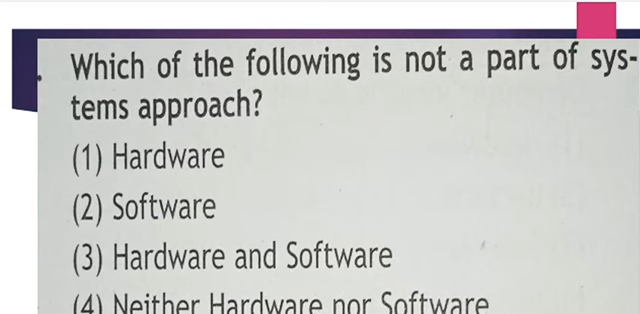 Which of the following is not a part of sys-
tems approach?
(1) Hardware
(2) Software
(3) Hardware and Software
(4) Neither Hardware nor Software